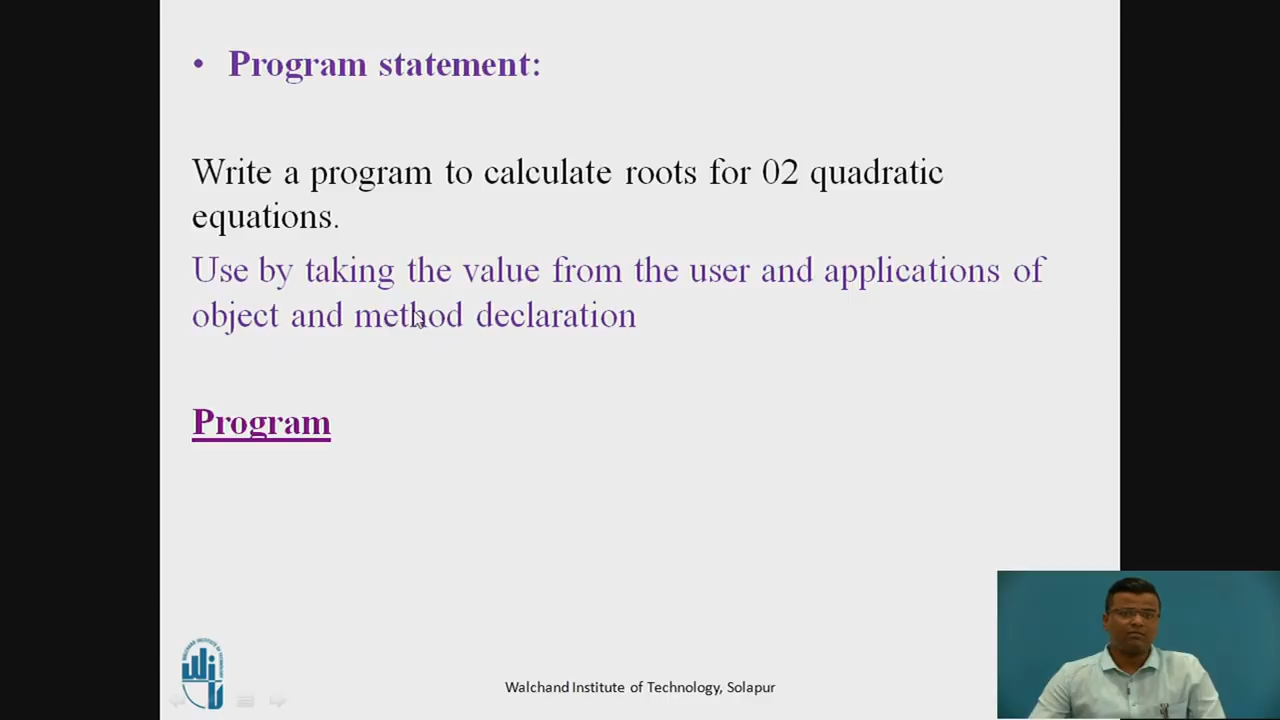 • Program statement:
Write a program to calculate roots for 02 quadratic
equations.
Use by taking the value from the user and applications of
object and method declaration
Program
Walchand Institute of Technology, Solapur